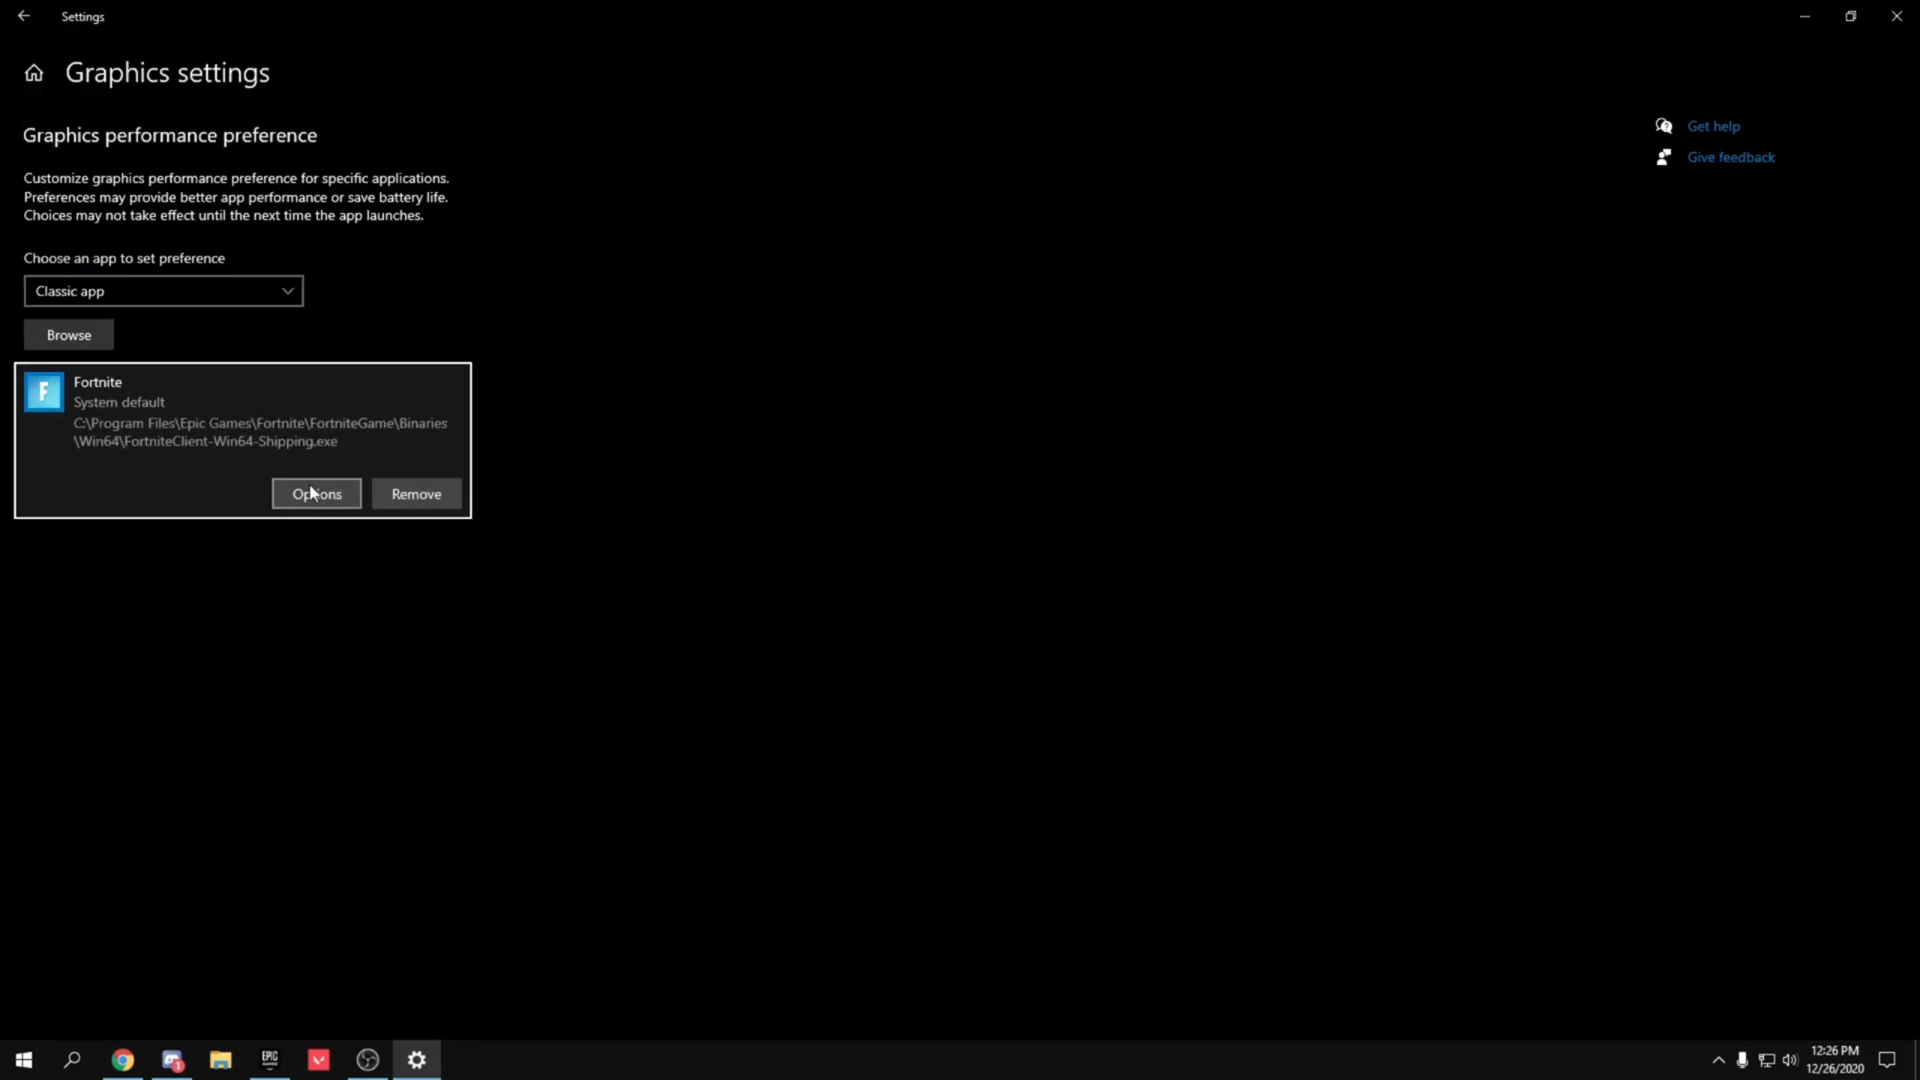 Settings
Graphics settings
Graphics performance preference
Get help
Give feedback
Customize graphics performance preference for specific applications.
Preferences may provide better app performance or save battery life.
Choices may not take effect until the next time the app launches.
Choose an app to set preference
Classic app
Browse
F
Fortnite
System default
C:\Program Files\Epic Games\Fortnite\FortniteGame\Binaries
\Win64\FortniteClient-Win64-Shipping.exe
Options
Remove
1
EPIC
GAMES
12:26 PM
12/26/2020